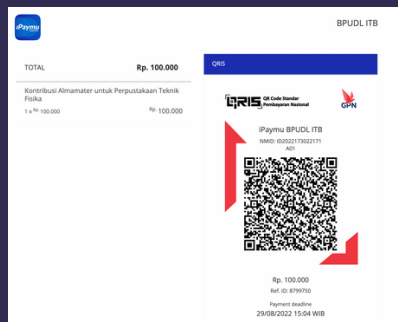 iPaymu
BPUDL ITB
TOTAL Rp. 100.000
Kontribusi Almamater untuk Perpustakaan Teknik
Fisika
1 x Rp. 100.000 Rp. 100.000
QRIS
QRIS QR Code Standar
Pembayaran Nasional
GPN
iPaymu BPUDL ITB
NMID: ID2022173022171
A01
Rp. 100.000
Ref. ID: 8799750
Payment deadline
29/08/2022 15:04 WIB